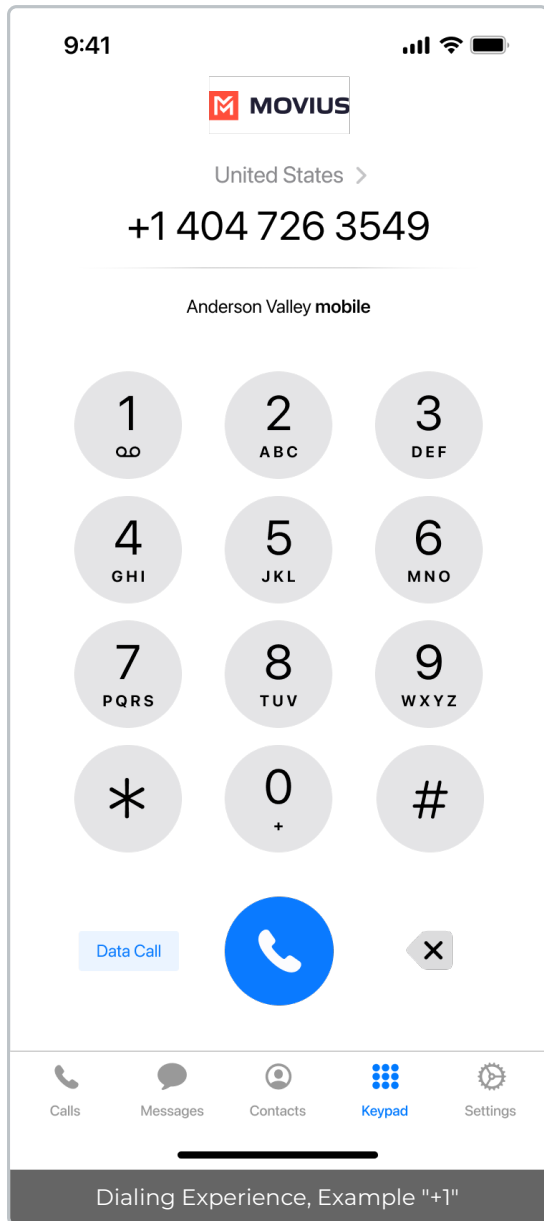 9:41
MOVIUS
United States
+1 404 726 3549
Anderson Valley mobile
1 2 3
ABC DEF
4 5 6
GHI JKL MNO
7 8 9
PQRS TUV WXYZ
* 0 #
+
Data Call
Calls Messages Contacts Keypad Settings
Dialing Experience, Example "+1"